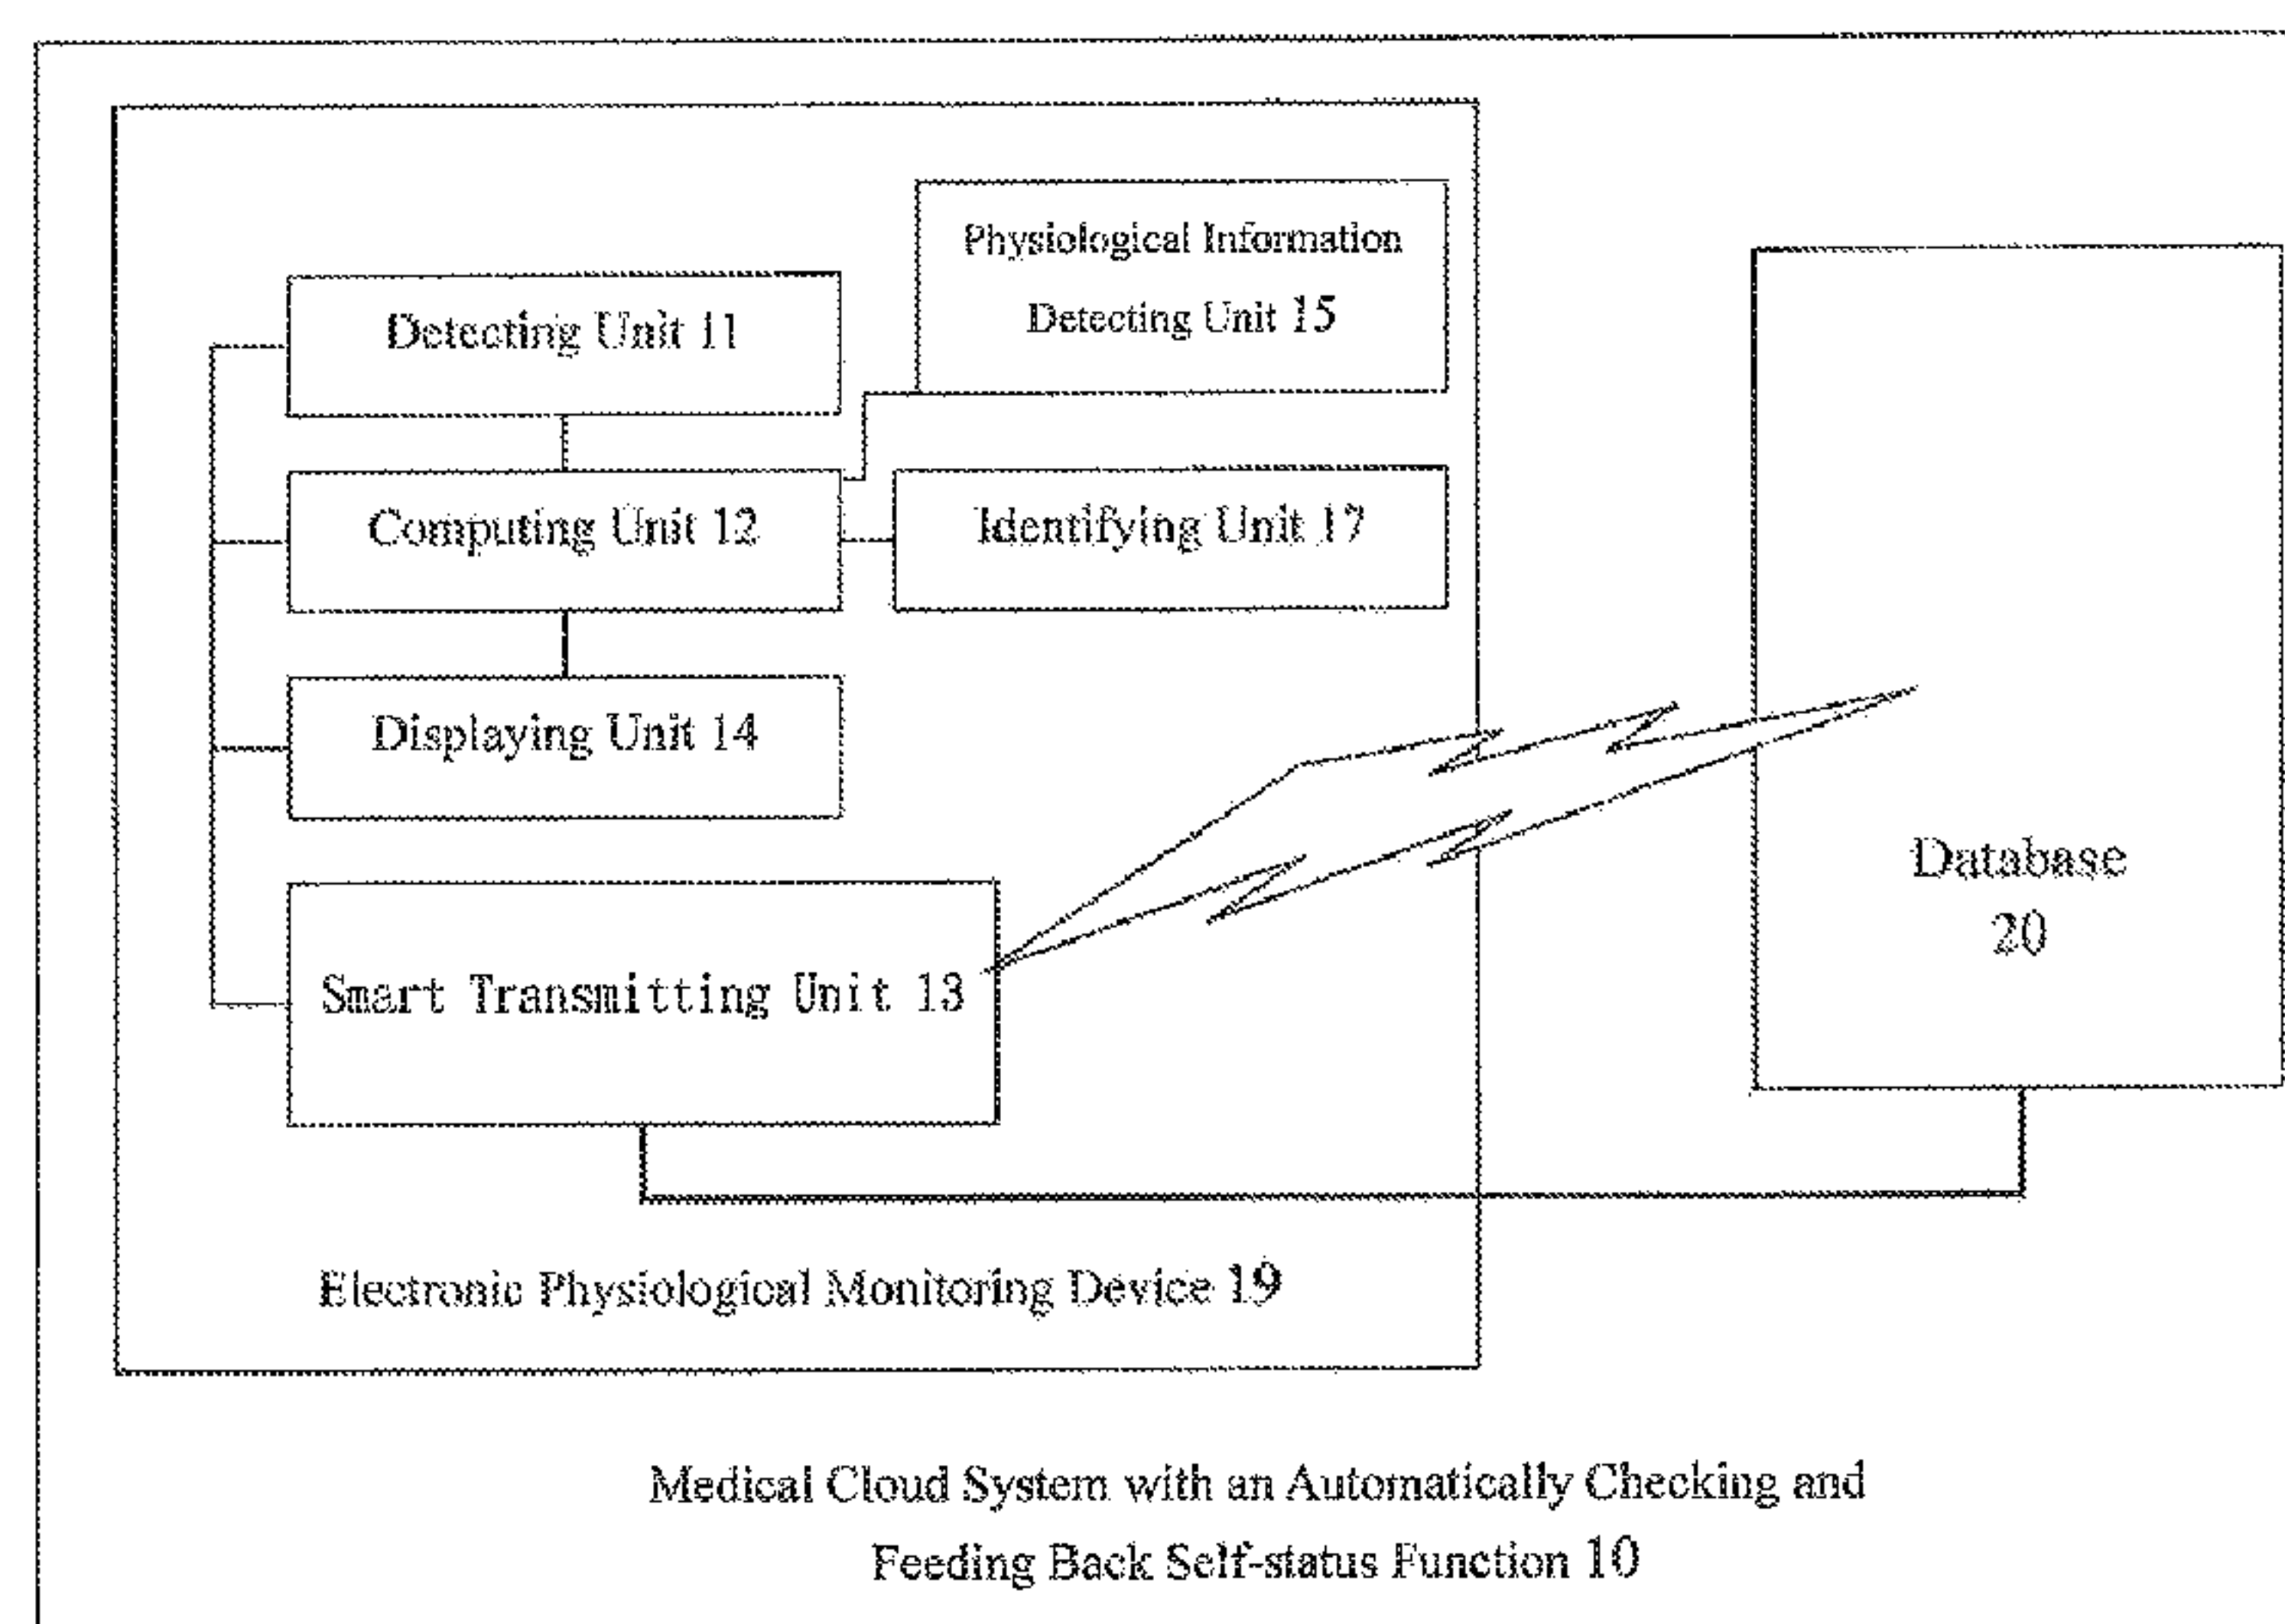 Physiological Information
Detecting Unit 15
Detecting Unit 11
Computing Unit 12
Identifying Unit 17
Displaying Unit 14
Smart Transmitting Unit 13
Database
20
Electronic Physiological Monitoring Device 19
Medical Cloud System with an Automatically Checking and
Feeding Back Self-status Function 10